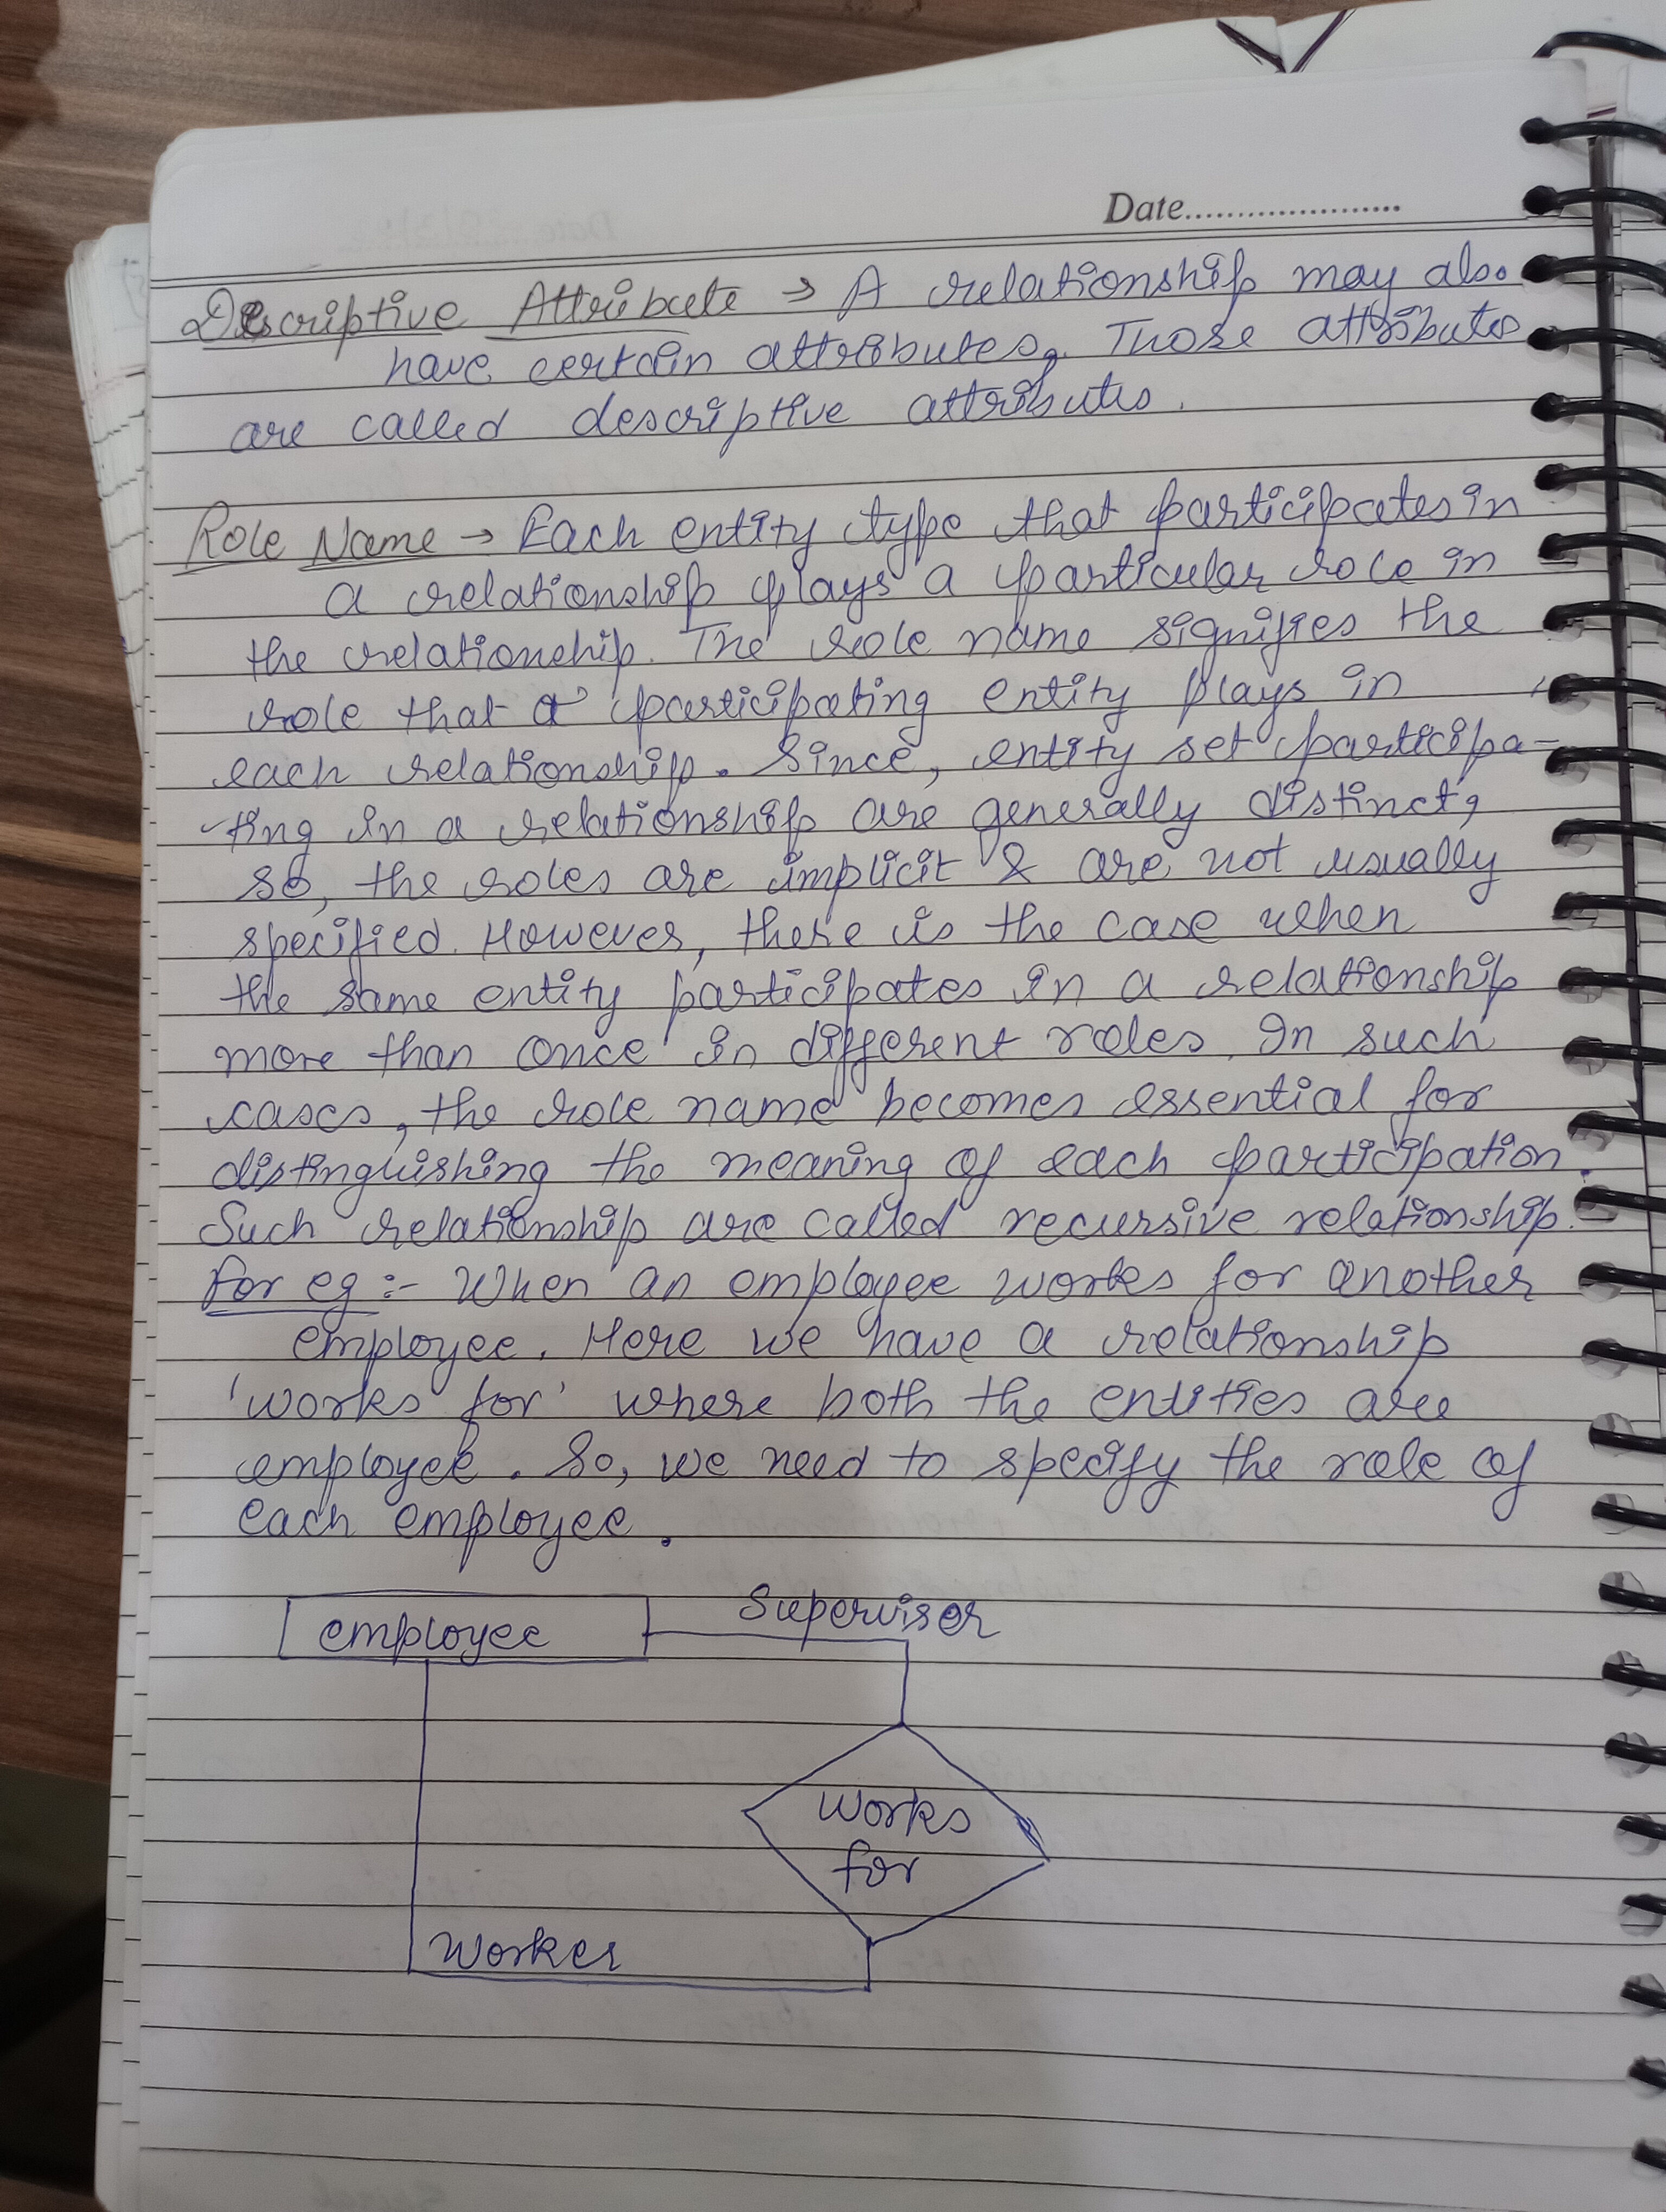 Date.....................
Descriptive Attribute → A relationship may also
have certain attributes. Those attributes
are called descriptive attributes.
Role Name → Each entity type that participates in
a relationship plays a particular role in
the relationship. The role name signifies the
role that a participating entity plays in
each relationship. Since, entity set participa-
ting in a relationship are generally distinct,
so, the roles are implicit & are not usually
specified. However, there is the case when
the same entity participates in a relationship
more than once in different roles. In such
cases, the role name becomes essential for
distinguishing the meaning of each participation.
Such relationship are called recursive relationship.
For eg :- When an employee works for another
employee. Here we have a relationship
'works for' where both the entities are
employee. So, we need to specify the role of
each employee.
employee
Supervisor
works
for
Worker